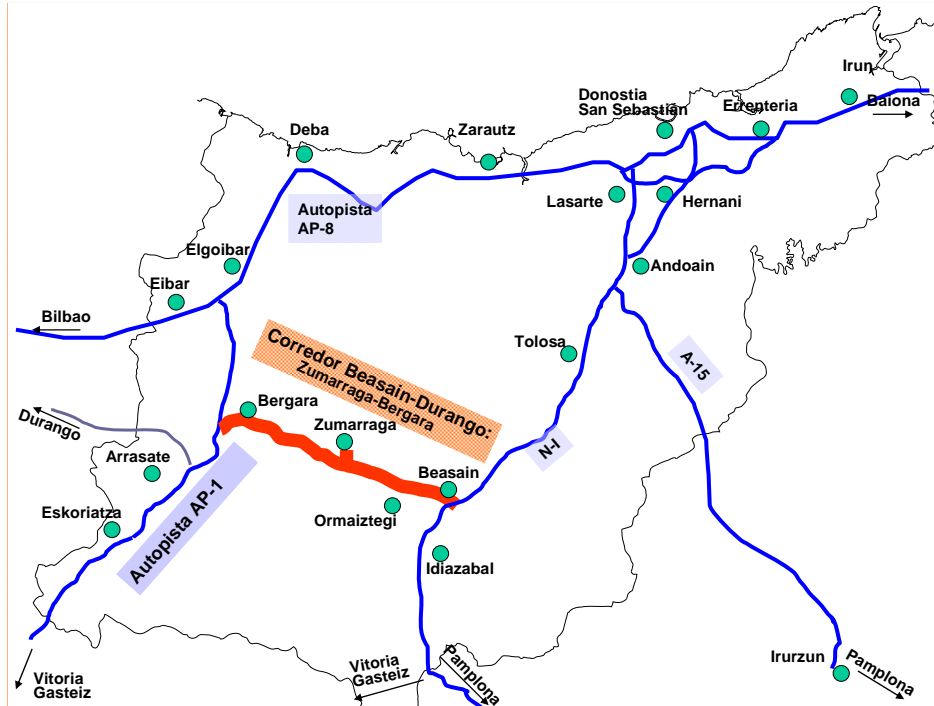 Irun
Donostia
San Sebastián
Errenteria
Baiona
Deba
Zarautz
Lasarte
Hernani
Autopista
AP-8
Elgoibar
Andoain
Eibar
Bilbao
Tolosa
Corredor Beasain-Durango:
Zumarraga-Bergara
A-15
Bergara
Durango
Zumarraga
N-I
Arrasate
Beasain
Eskoriatza
Ormaiztegi
Autopista AP-1
Idiazabal
Irurzun
Pamplona
Vitoria
Gasteiz
Vitoria
Gasteiz
Pamplona